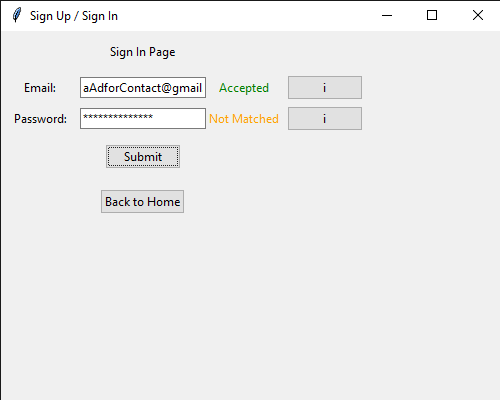 Sign Up / Sign In
Sign In Page
Email: aAdforContact@gmail Accepted i
Password: ************** Not Matched i
Submit
Back to Home